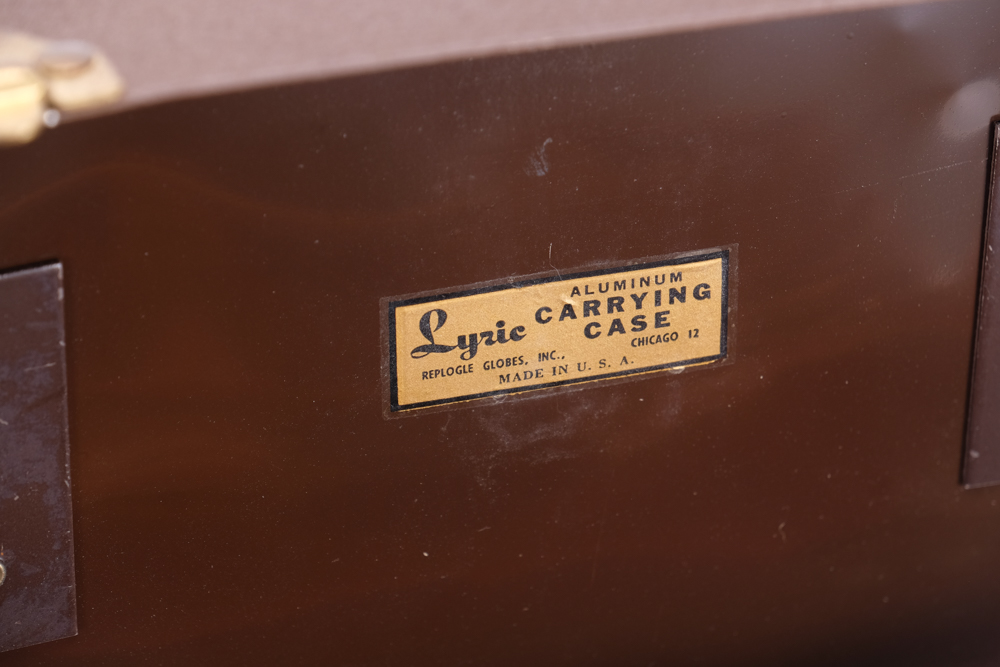 ALUMINUM
Lyric CARRYING
CASE
REPLOGLE GLOBES, INC., CHICAGO 12
MADE IN U. S. A.